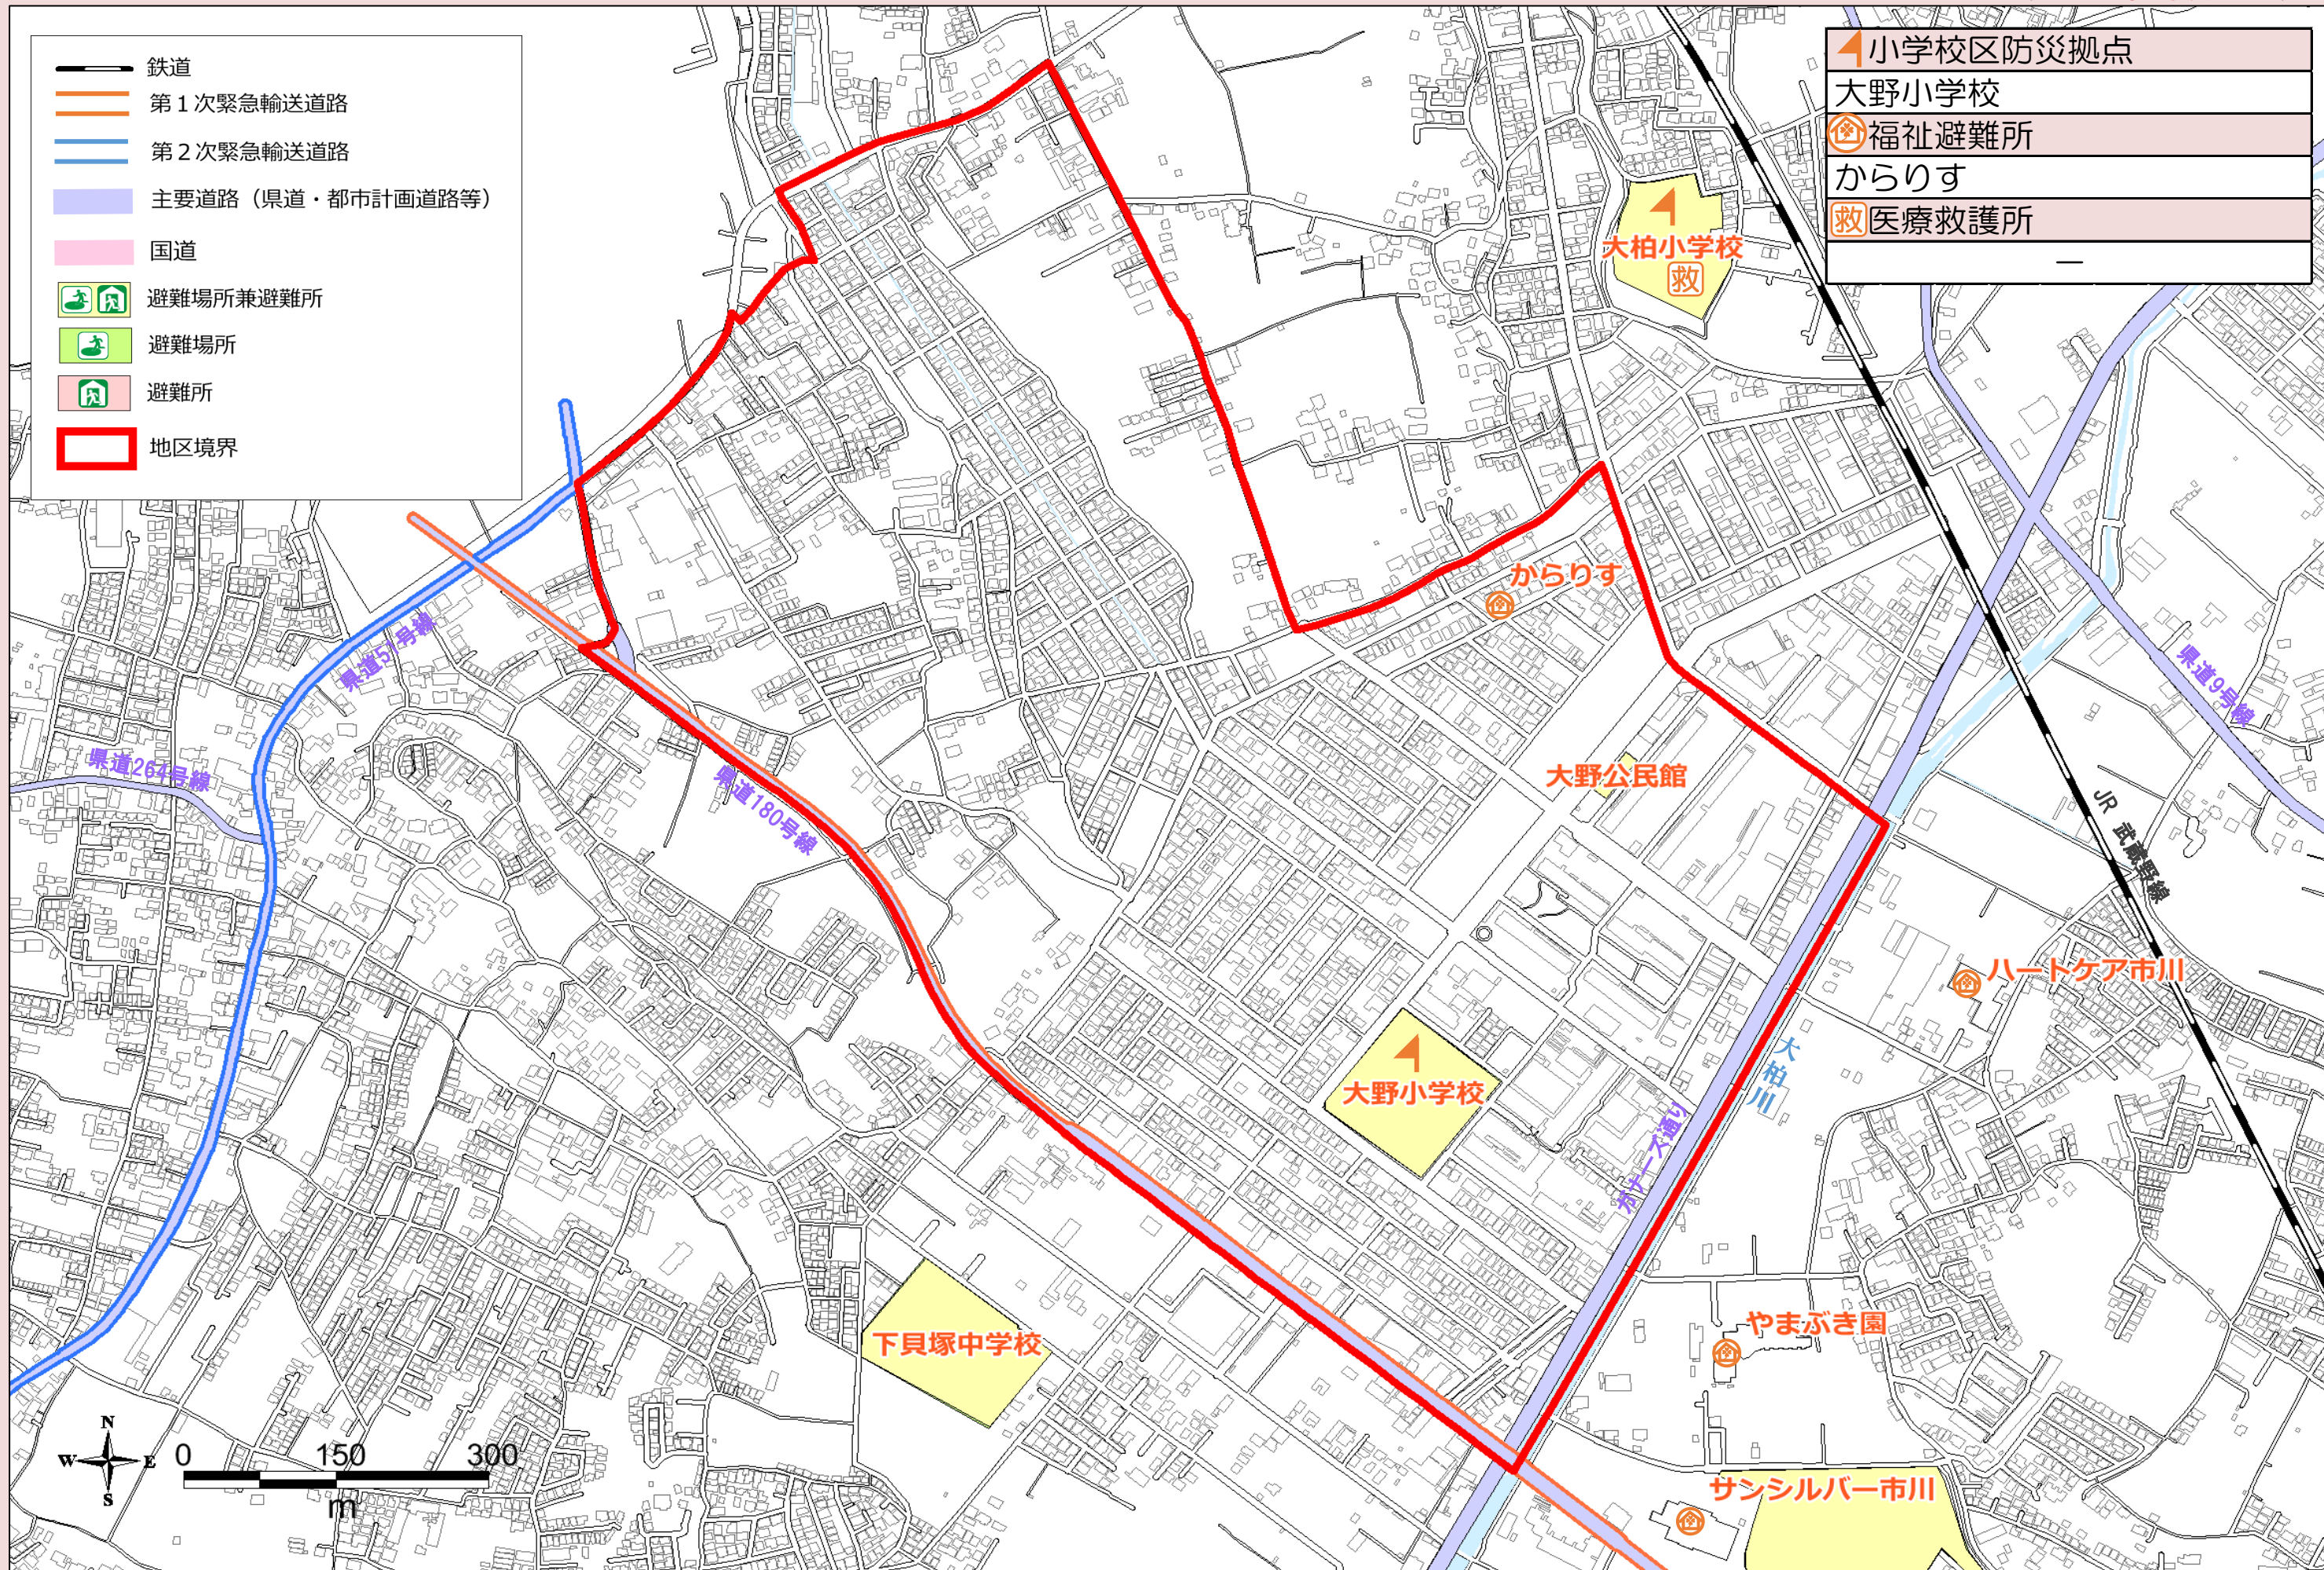 鉄道
第１次緊急輸送道路
第２次緊急輸送道路
主要道路（県道・都市計画道路等）
国道
避難場所兼避難所
避難場所
避難所
地区境界
小学校区防災拠点
大野小学校
福祉避難所
からりす
救医療救護所
―
大柏小学校
救
からりす
県道51号線
県道9号線
県道264号線
県道180号線
大野公民館
JR 武蔵野線
ハートケア市川
大柏川
大野小学校
ガナーズ通り
やまぶき園
下貝塚中学校
サンシルバー市川
N
W E
S
0 150 300
m